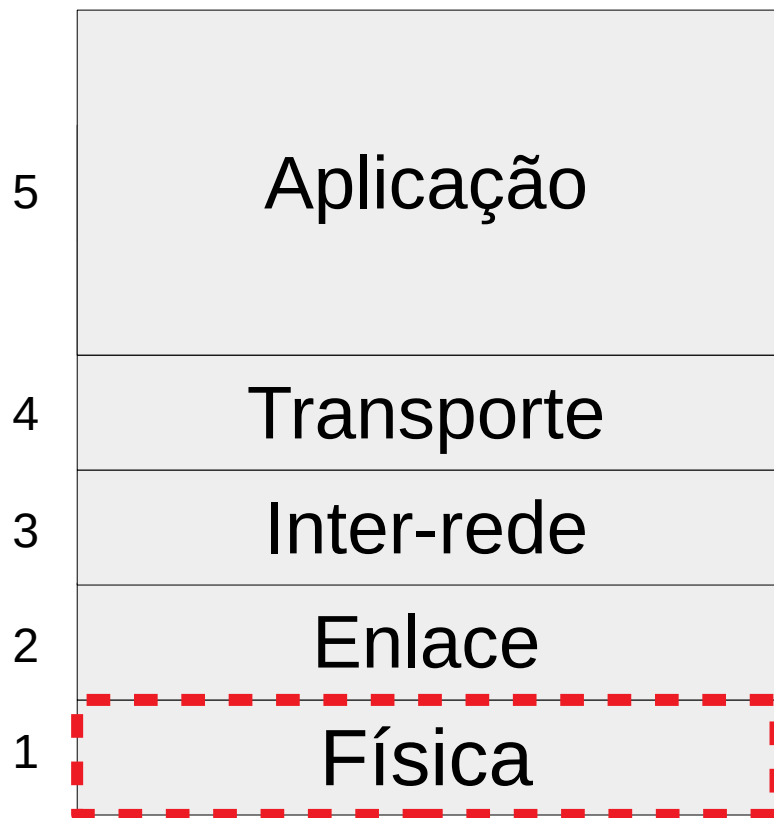 5 Aplicação
4 Transporte
3 Inter-rede
2 Enlace
1 Física